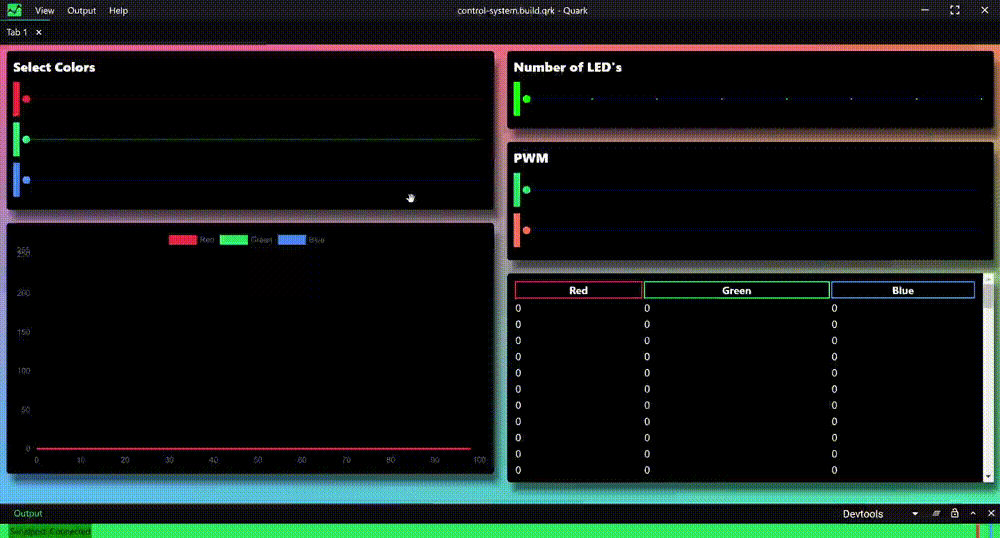 View Output Help control-system.build.qrk - Quark
Tab 1
Select Colors
Number of LED's
PWM
Red Green Blue
255
250
200
150
100
50
0
0 10 20 30 40 50 60 70 80 90 100
Red Green Blue
0 0 0
0 0 0
0 0 0
0 0 0
0 0 0
0 0 0
0 0 0
0 0 0
0 0 0
0 0 0
0 0 0
Output Devtools
Serialport: Connected